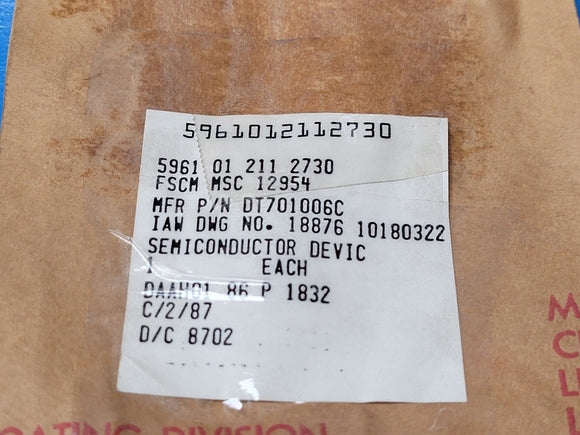 5961012112730
5961 01 211 2730
FSCM MSC 12954
MFR P/N DT701006C
IAW DWG NO. 18876 10180322
SEMICONDUCTOR DEVIC
1 EACH
DAAH01 86 P 1832
C/2/87
D/C 8702
DIVISION